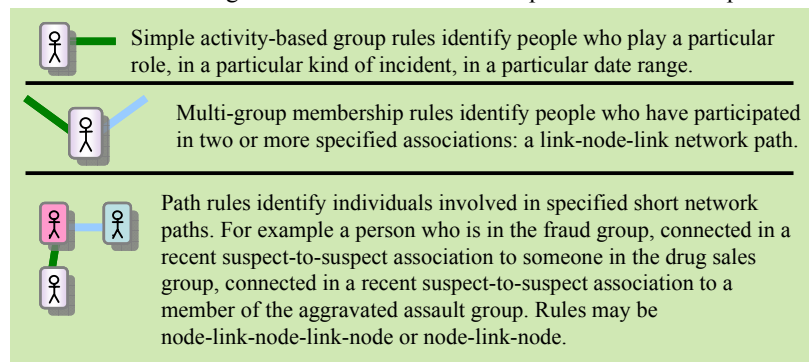 Simple activity-based group rules identify people who play a particular
role, in a particular kind of incident, in a particular date range.
Multi-group membership rules identify people who have participated
in two or more specified associations: a link-node-link network path.
Path rules identify individuals involved in specified short network
paths. For example a person who is in the fraud group, connected in a
recent suspect-to-suspect association to someone in the drug sales
group, connected in a recent suspect-to-suspect association to a
member of the aggravated assault group. Rules may be
node-link-node-link-node or node-link-node.